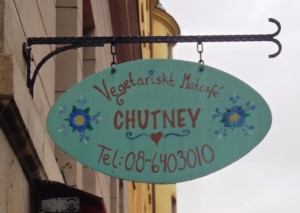 Vegetariskt Matcafé
CHUTNEY
Tel: 08-6403010